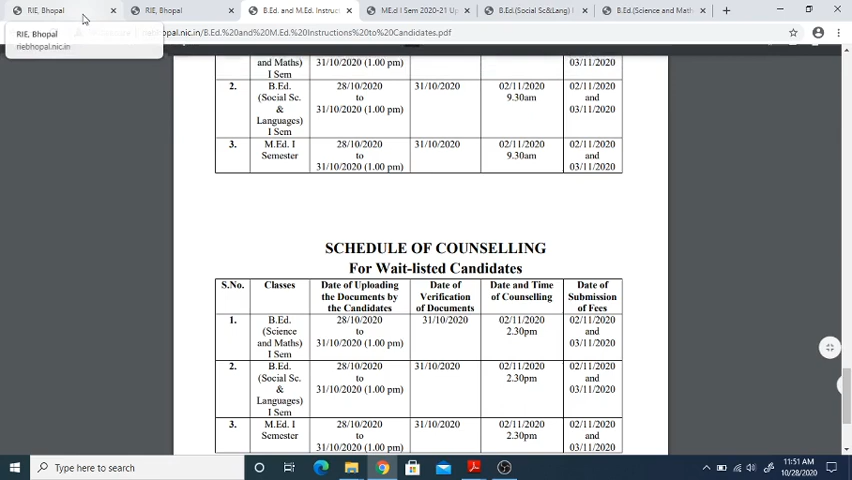 RIE, Bhopal
RIE, Bhopal
B.Ed. and M.Ed. Instruc
ME.d I Sem 2020-21 Up
B.Ed.(Social Sc&Lang) I
B.Ed.(Science and Math
RIE, Bhopal
riebhopal.nic.in
pal.nic.in/B.Ed.%20and%20M.Ed.%20Instructions%20to%20Candidates.pdf
and Maths) 31/10/2020 (1.00 pm) 03/11/2020
I Sem
2. B.Ed. 28/10/2020 31/10/2020 02/11/2020 02/11/2020
(Social Sc. to 9.30am and
& 31/10/2020 (1.00 pm) 03/11/2020
Languages)
I Sem
3. M.Ed. I 28/10/2020 31/10/2020 02/11/2020 02/11/2020
Semester to 9.30am and
31/10/2020 (1.00 pm) 03/11/2020
SCHEDULE OF COUNSELLING
For Wait-listed Candidates
S.No. Classes Date of Uploading Date of Date and Time Date of
the Documents by Verification of Counselling Submission
the Candidates of Documents of Fees
1. B.Ed. 28/10/2020 31/10/2020 02/11/2020 02/11/2020
(Science to 2.30pm and
and Maths) 31/10/2020 (1.00 pm) 03/11/2020
I Sem
2. B.Ed. 28/10/2020 31/10/2020 02/11/2020 02/11/2020
(Social Sc. to 2.30pm and
& 31/10/2020 (1.00 pm) 03/11/2020
Languages)
I Sem
3. M.Ed. I 28/10/2020 31/10/2020 02/11/2020 02/11/2020
Semester to 2.30pm and
31/10/2020 (1.00 pm) 03/11/2020
Type here to search
11:51 AM
10/28/2020